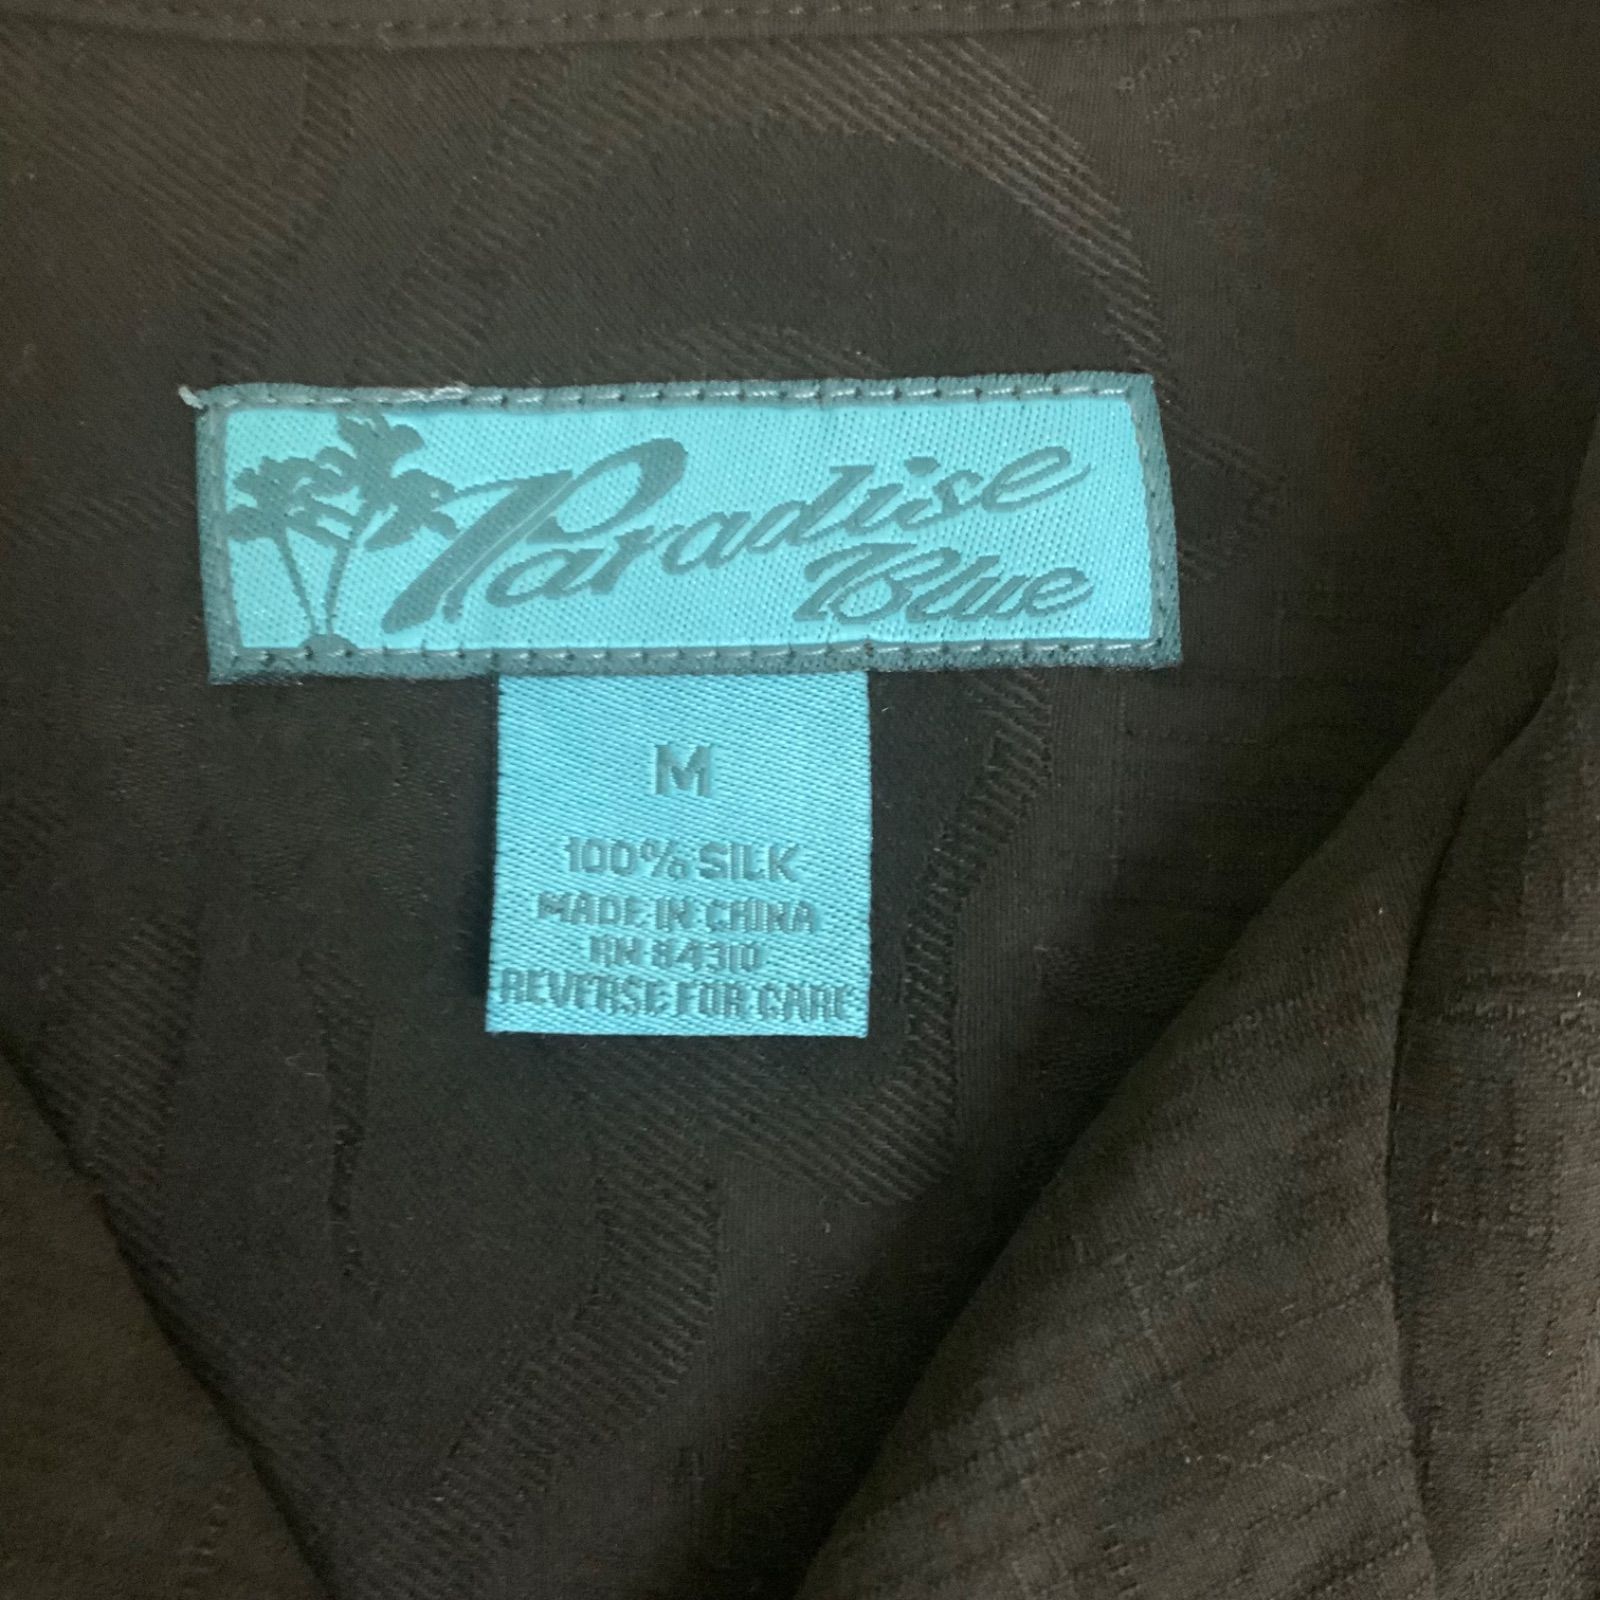 Paradise
Blue
M
100% SILK
MADE IN CHINA
RN 84310
REVERSE FOR CARE